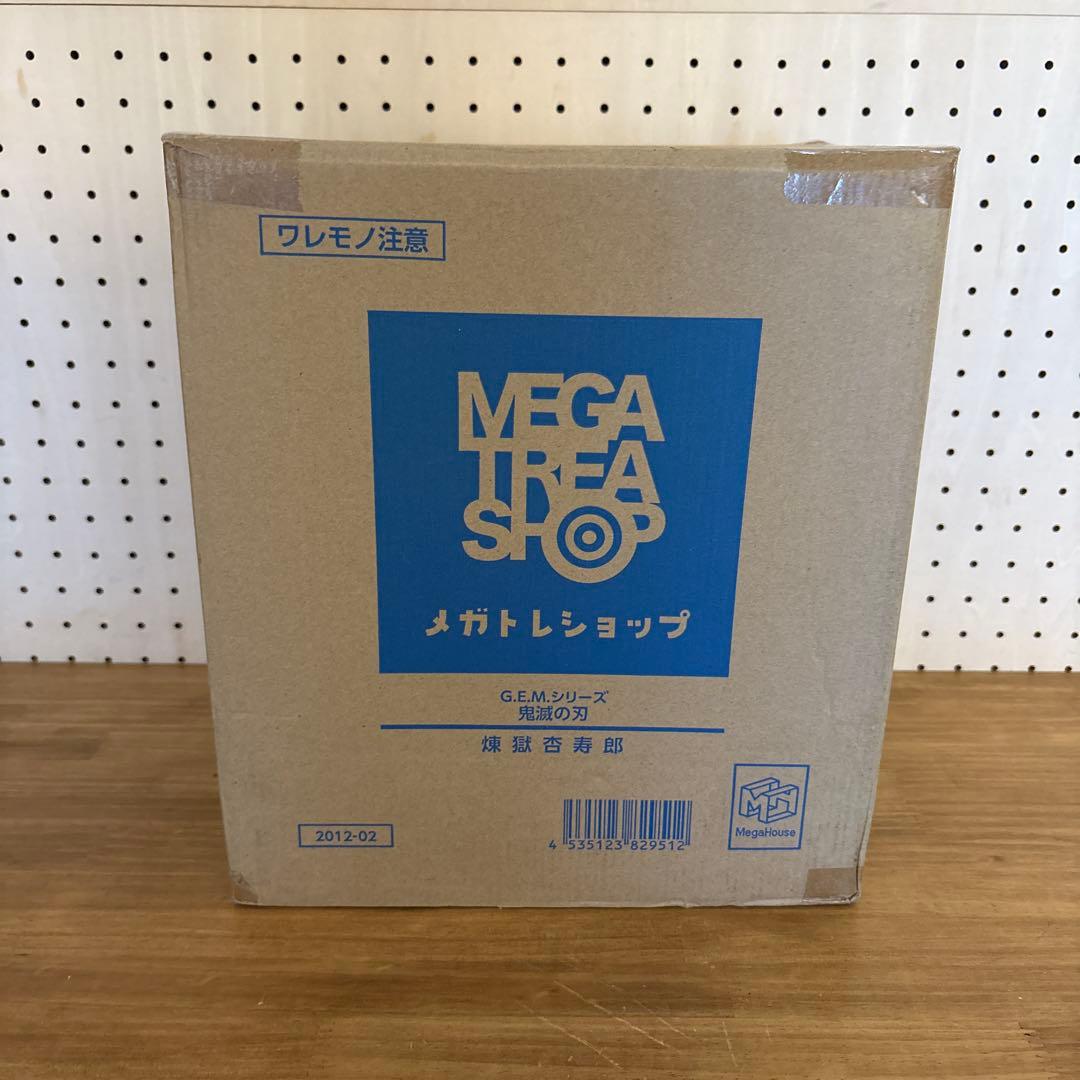 ワレモノ注意
MEGA
TREA
SHOP
メガトレショップ
G.E.M.シリーズ
鬼滅の刃
煉獄杏寿郎
2012-02
4 535123 829512
MegaHouse